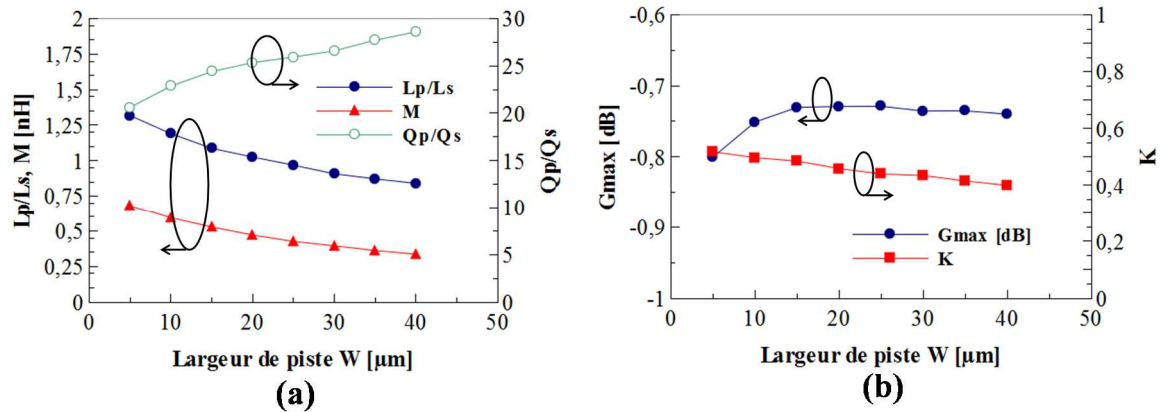 2
1,75
1,5
1,25
1
0,75
0,5
0,25
0
Lp/Ls, M [nH]
30
25
20
15
10
5
0
Qp/Qs
Lp/Ls
M
Qp/Qs
0 10 20 30 40 50
Largeur de piste W [µm]
(a)
-0,6
-0,7
-0,8
-0,9
-1
Gmax [dB]
1
0,8
0,6
0,4
0,2
0
K
Gmax [dB]
K
0 10 20 30 40 50
Largeur de piste W [µm]
(b)